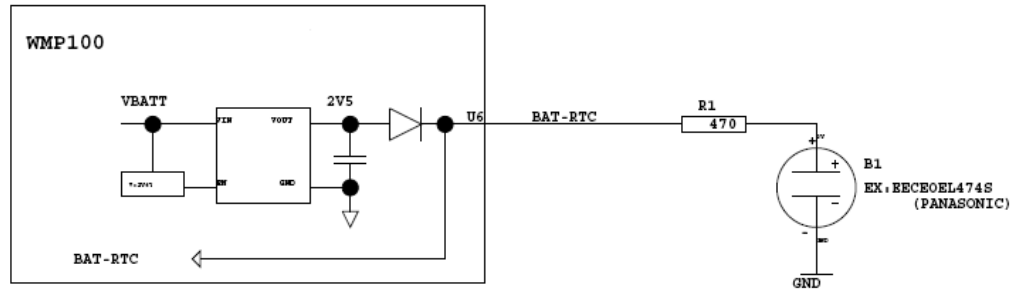 WMP100
VBATT
2V5
VIN
VOUT
EN
GND
U6
BAT-RTC
R1
470
+
+
B1
EX:EECE0EL474S
(PANASONIC)
-
-
GND
BAT-RTC
GND